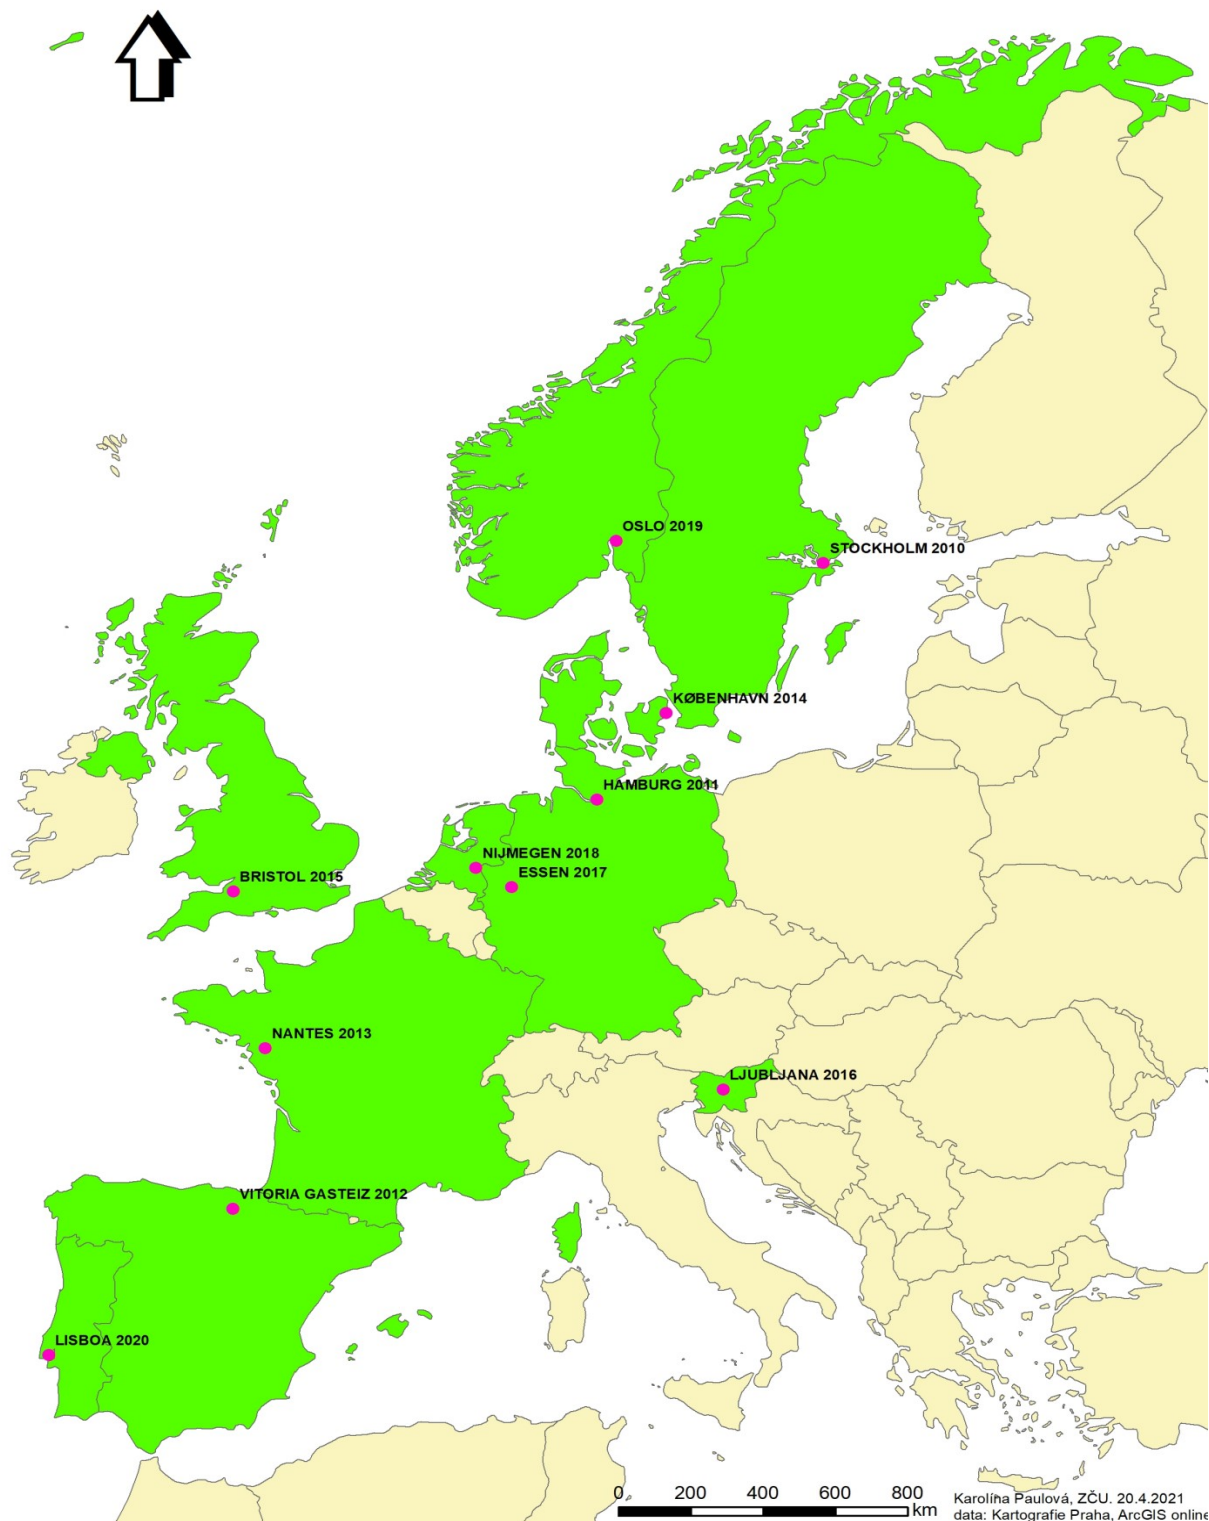 OSLO 2019
STOCKHOLM 2010
KØBENHAVN 2014
HAMBURG 2011
NIJMEGEN 2018
ESSEN 2017
BRISTOL 2015
NANTES 2013
LJUBLJANA 2016
VITORIA GASTEIZ 2012
LISBOA 2020
0 200 400 600 800
km
Karolína Paulová, ZČU. 20.4.2021
data: Kartografie Praha, ArcGIS online